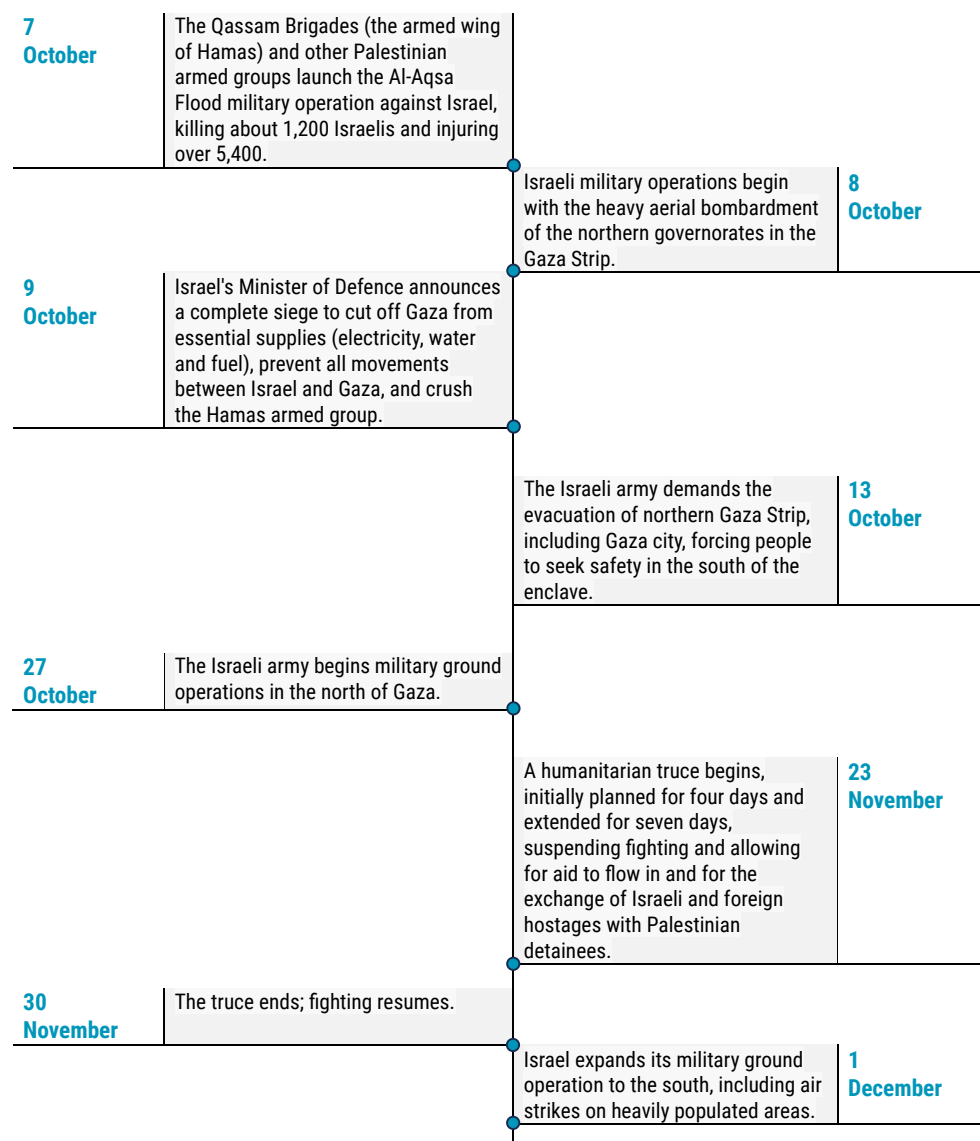 7
October
The Qassam Brigades (the armed wing
of Hamas) and other Palestinian
armed groups launch the Al-Aqsa
Flood military operation against Israel,
killing about 1,200 Israelis and injuring
over 5,400.
Israeli military operations begin
with the heavy aerial bombardment
of the northern governorates in the
Gaza Strip.
8
October
9
October
Israel's Minister of Defence announces
a complete siege to cut off Gaza from
essential supplies (electricity, water
and fuel), prevent all movements
between Israel and Gaza, and crush
the Hamas armed group.
The Israeli army demands the
evacuation of northern Gaza Strip,
including Gaza city, forcing people
to seek safety in the south of the
enclave.
13
October
27
October
The Israeli army begins military ground
operations in the north of Gaza.
A humanitarian truce begins,
initially planned for four days and
extended for seven days,
suspending fighting and allowing
for aid to flow in and for the
exchange of Israeli and foreign
hostages with Palestinian
detainees.
23
November
30
November
The truce ends; fighting resumes.
Israel expands its military ground
operation to the south, including air
strikes on heavily populated areas.
1
December